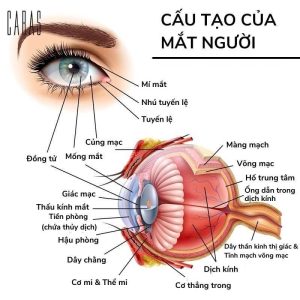 CARAS
CẤU TẠO CỦA
MẮT NGƯỜI
Mí mắt
Nhú tuyến lệ
Tuyến lệ
Củng mạc
Mống mắt
Đồng tử
Màng mạch
Võng mạc
Hố trung tâm
Ống dẫn trong
dịch kính
Giác mạc
Thấu kính mắt
Tiền phòng
(chứa thủy dịch)
Hậu phòng
Dây chằng
Cơ mi & Thể mi
Dây thần kinh thị giác &
Tĩnh mạch võng mạc
Dịch kính
Cơ thẳng trong